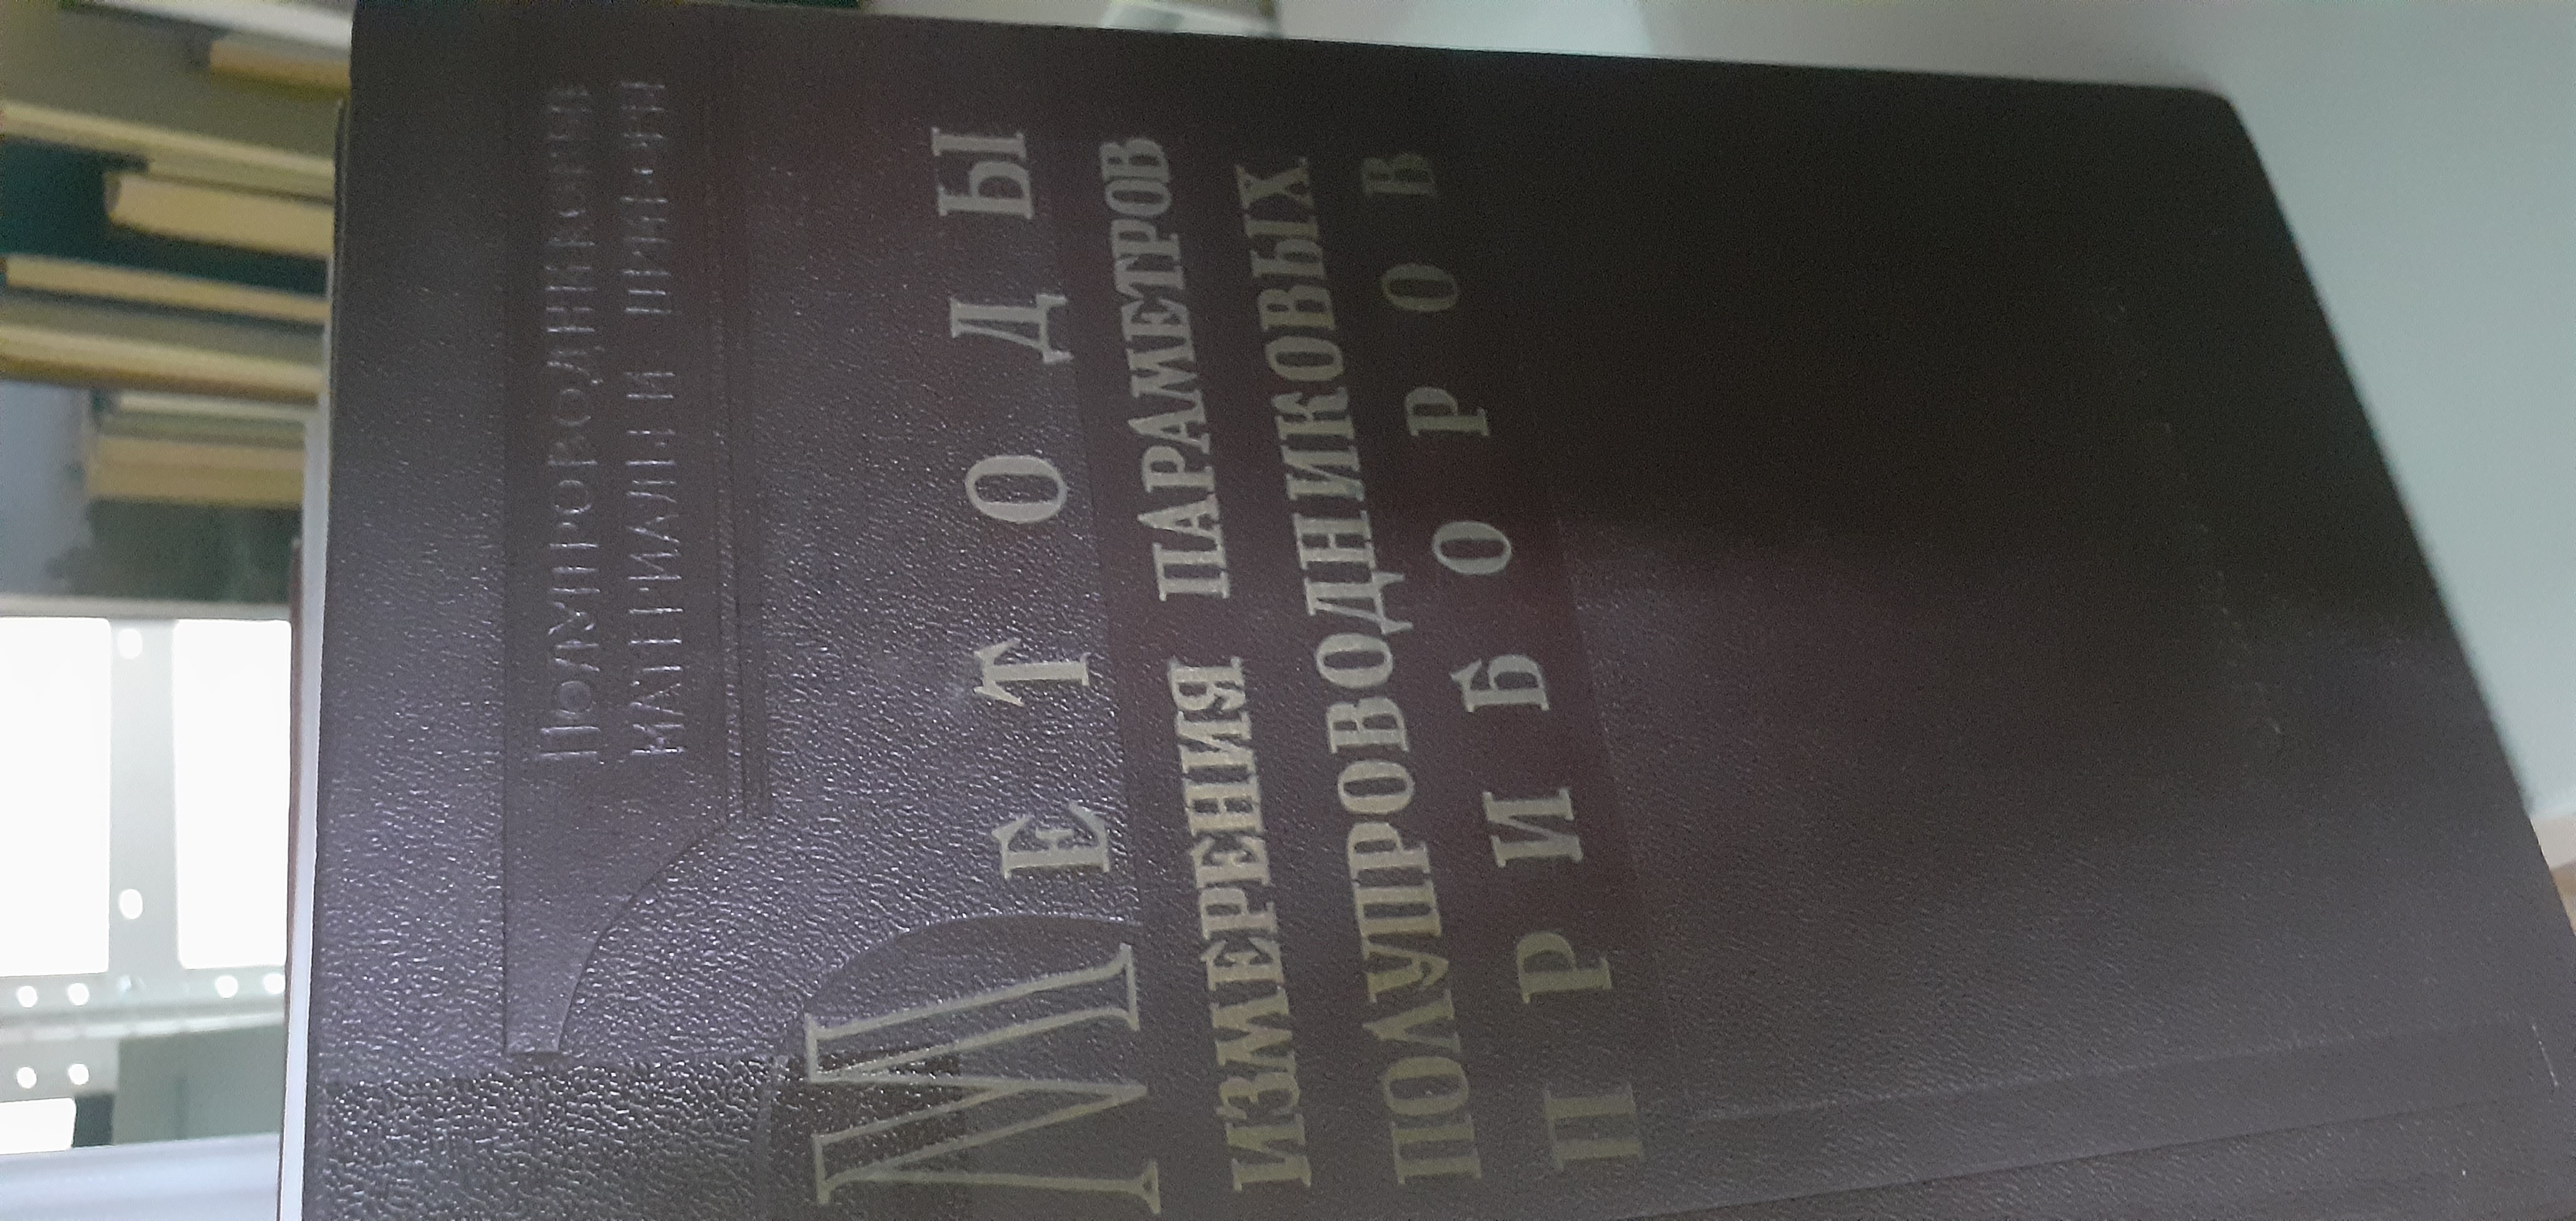 ПОЛУПРОВОДНИКОВЫЕ
МАТЕРИАЛЫ И ПРИБОРЫ
МЕТОДЫ
ИЗМЕРЕНИЯ ПАРАМЕТРОВ
ПОЛУПРОВОДНИКОВЫХ
ПРИБОРОВ